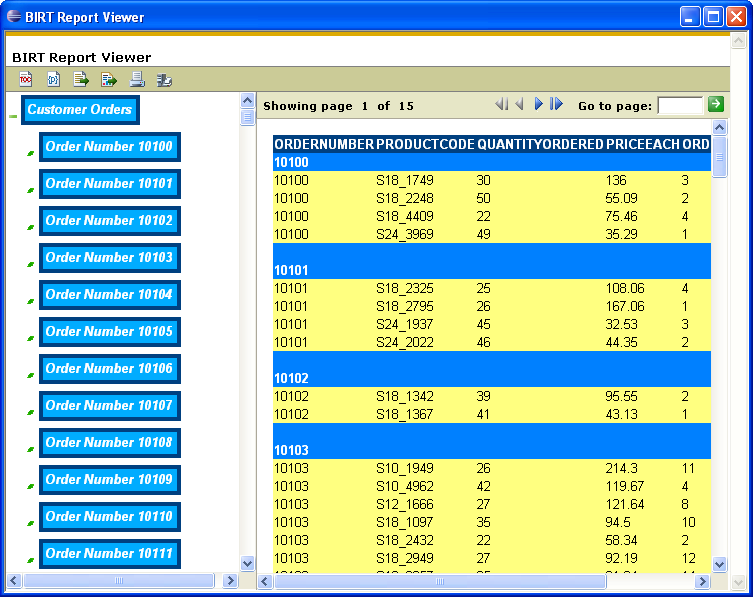 BIRT Report Viewer
BIRT Report Viewer
TOC
Customer Orders
Order Number 10100
Order Number 10101
Order Number 10102
Order Number 10103
Order Number 10104
Order Number 10105
Order Number 10106
Order Number 10107
Order Number 10108
Order Number 10109
Order Number 10110
Order Number 10111
Showing page 1 of 15 Go to page:
ORDERNUMBER PRODUCTCODE QUANTITYORDERED PRICEEACH ORD
10100
10100 S18_1749 30 136 3
10100 S18_2248 50 55.09 2
10100 S18_4409 22 75.46 4
10100 S24_3969 49 35.29 1
10101
10101 S18_2325 25 108.06 4
10101 S18_2795 26 167.06 1
10101 S24_1937 45 32.53 3
10101 S24_2022 46 44.35 2
10102
10102 S18_1342 39 95.55 2
10102 S18_1367 41 43.13 1
10103
10103 S10_1949 26 214.3 11
10103 S10_4962 42 119.67 4
10103 S12_1666 27 121.64 8
10103 S18_1097 35 94.5 10
10103 S18_2432 22 58.34 2
10103 S18_2949 27 92.19 12